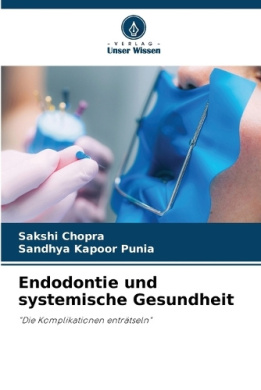 - VERLAG -
Unser Wissen
Sakshi Chopra
Sandhya Kapoor Punia
Endodontie und
systemische Gesundheit
"Die Komplikationen enträtseln"